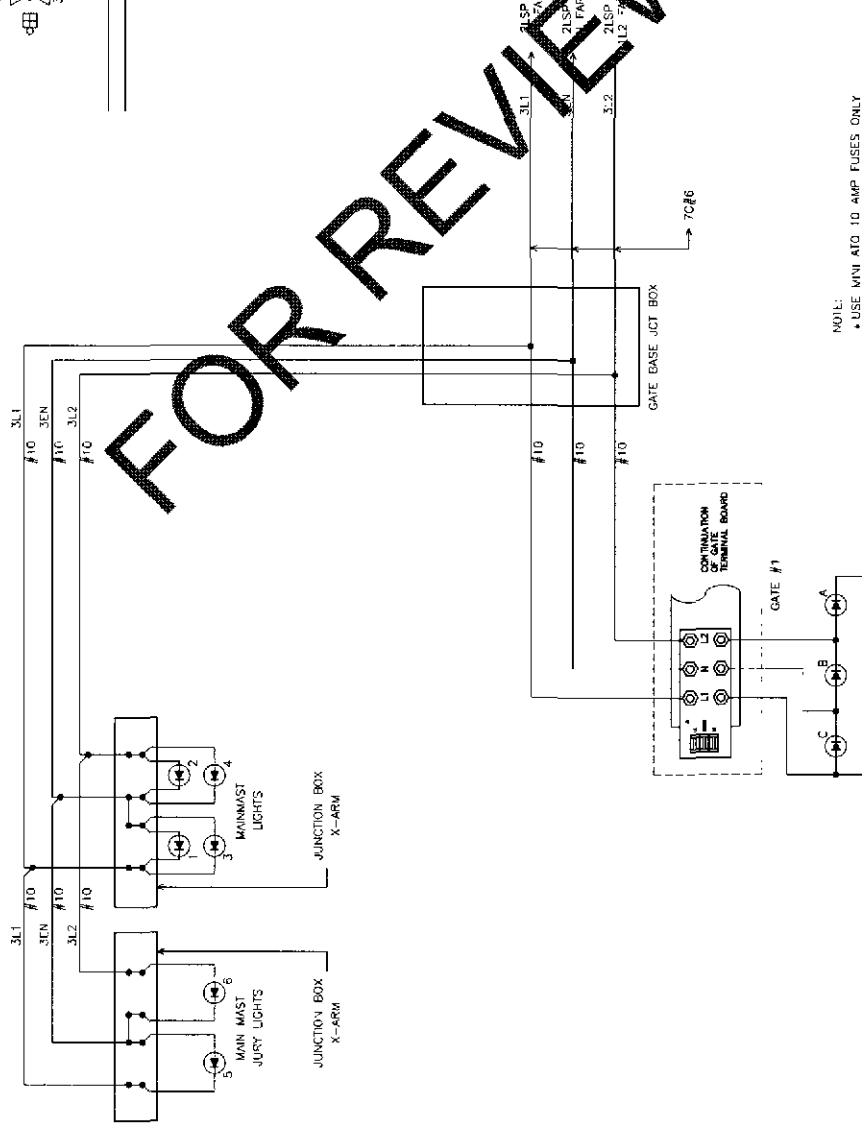 3L1
3EN
3L2
#10
#10
#10
3L1
3EN
3L2
#10
#10
#10
MAIN MAST
JURY LIGHTS
5
6
JUNCTION BOX
X-ARM
MAINMAST
LIGHTS
1
2
3
4
JUNCTION BOX
X-ARM
FOR REVIEW
GATE BASE JCT BOX
#10
#10
#10
3L1
3L2
2LSP
2LSP
2LSP
7C#6
CONTINUATION
OF GATE
TERMINAL BOARD
L1
N
L2
GATE #1
A
B
C
NOTE:
* USE MINI ATO 10 AMP FUSES ONLY